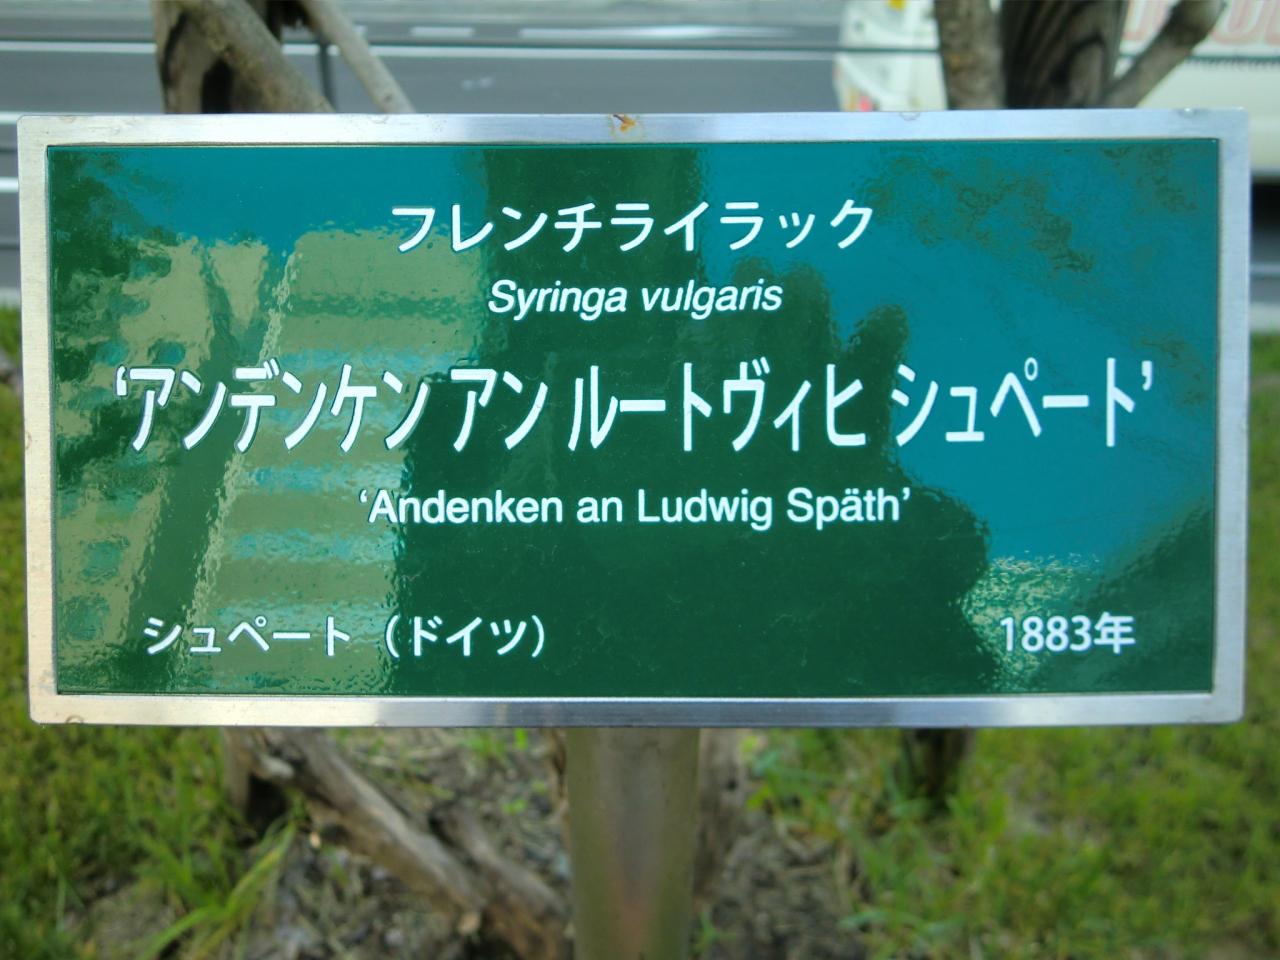 フレンチライラック
Syringa vulgaris
‘アンデンケン アン ルートヴィヒ シュペート’
‘Andenken an Ludwig Späth’
シュペート（ドイツ） 1883年